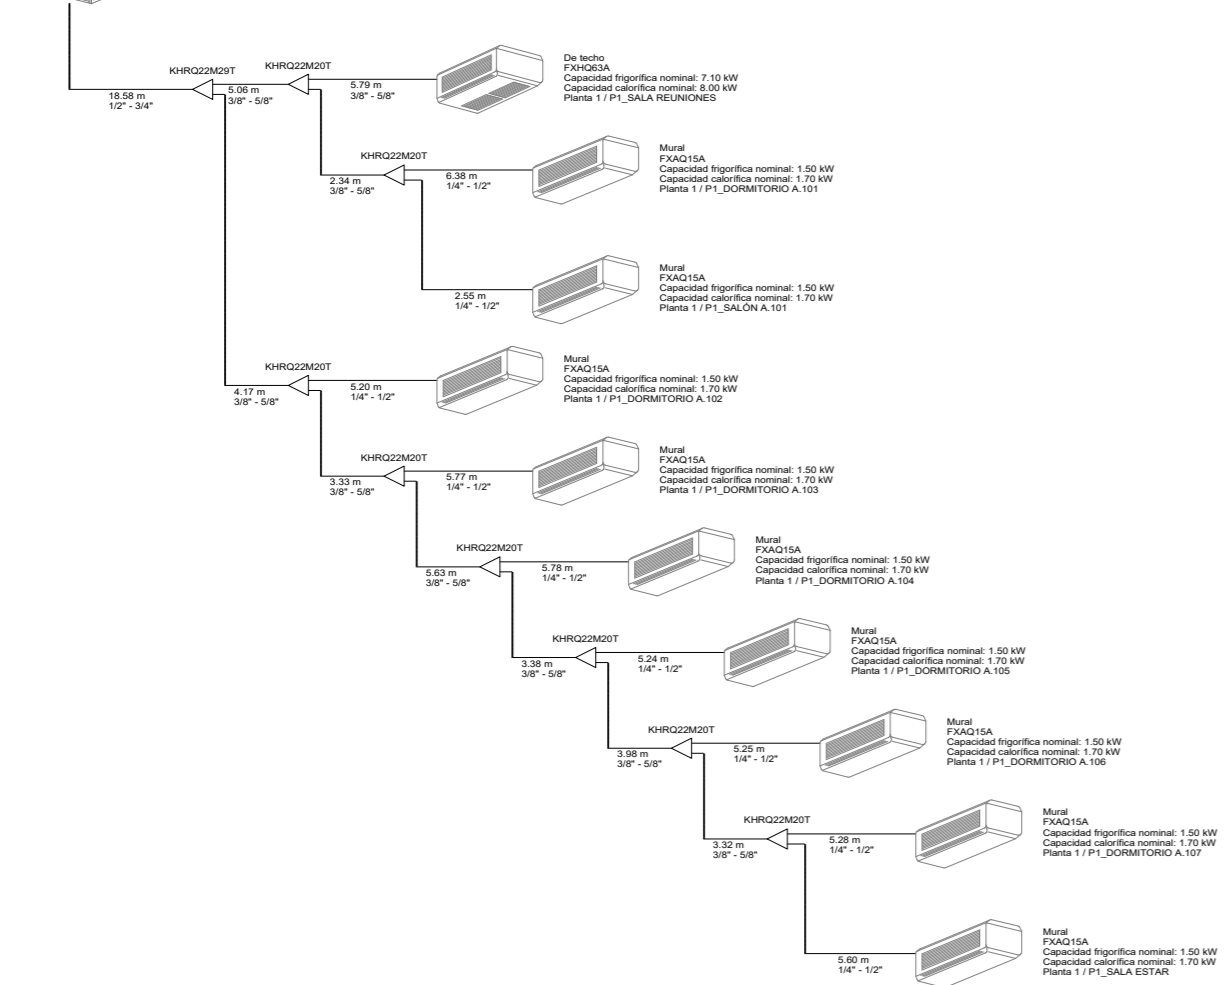 18.58 m
1/2" - 3/4"
KHRQ22M29T
5.06 m
3/8" - 5/8"
KHRQ22M20T
5.79 m
3/8" - 5/8"
De techo
FXHQ63A
Capacidad frigorífica nominal: 7.10 kW
Capacidad calorífica nominal: 8.00 kW
Planta 1 / P1_SALA REUNIONES
2.34 m
3/8" - 5/8"
KHRQ22M20T
6.38 m
1/4" - 1/2"
Mural
FXAQ15A
Capacidad frigorífica nominal: 1.50 kW
Capacidad calorífica nominal: 1.70 kW
Planta 1 / P1_DORMITORIO A.101
2.55 m
1/4" - 1/2"
Mural
FXAQ15A
Capacidad frigorífica nominal: 1.50 kW
Capacidad calorífica nominal: 1.70 kW
Planta 1 / P1_SALÓN A.101
4.17 m
3/8" - 5/8"
KHRQ22M20T
5.20 m
1/4" - 1/2"
Mural
FXAQ15A
Capacidad frigorífica nominal: 1.50 kW
Capacidad calorífica nominal: 1.70 kW
Planta 1 / P1_DORMITORIO A.102
3.33 m
3/8" - 5/8"
KHRQ22M20T
5.77 m
1/4" - 1/2"
Mural
FXAQ15A
Capacidad frigorífica nominal: 1.50 kW
Capacidad calorífica nominal: 1.70 kW
Planta 1 / P1_DORMITORIO A.103
5.63 m
3/8" - 5/8"
KHRQ22M20T
5.78 m
1/4" - 1/2"
Mural
FXAQ15A
Capacidad frigorífica nominal: 1.50 kW
Capacidad calorífica nominal: 1.70 kW
Planta 1 / P1_DORMITORIO A.104
3.38 m
3/8" - 5/8"
KHRQ22M20T
5.24 m
1/4" - 1/2"
Mural
FXAQ15A
Capacidad frigorífica nominal: 1.50 kW
Capacidad calorífica nominal: 1.70 kW
Planta 1 / P1_DORMITORIO A.105
3.98 m
3/8" - 5/8"
KHRQ22M20T
5.25 m
1/4" - 1/2"
Mural
FXAQ15A
Capacidad frigorífica nominal: 1.50 kW
Capacidad calorífica nominal: 1.70 kW
Planta 1 / P1_DORMITORIO A.106
3.32 m
3/8" - 5/8"
KHRQ22M20T
5.28 m
1/4" - 1/2"
Mural
FXAQ15A
Capacidad frigorífica nominal: 1.50 kW
Capacidad calorífica nominal: 1.70 kW
Planta 1 / P1_DORMITORIO A.107
5.60 m
1/4" - 1/2"
Mural
FXAQ15A
Capacidad frigorífica nominal: 1.50 kW
Capacidad calorífica nominal: 1.70 kW
Planta 1 / P1_SALA ESTAR